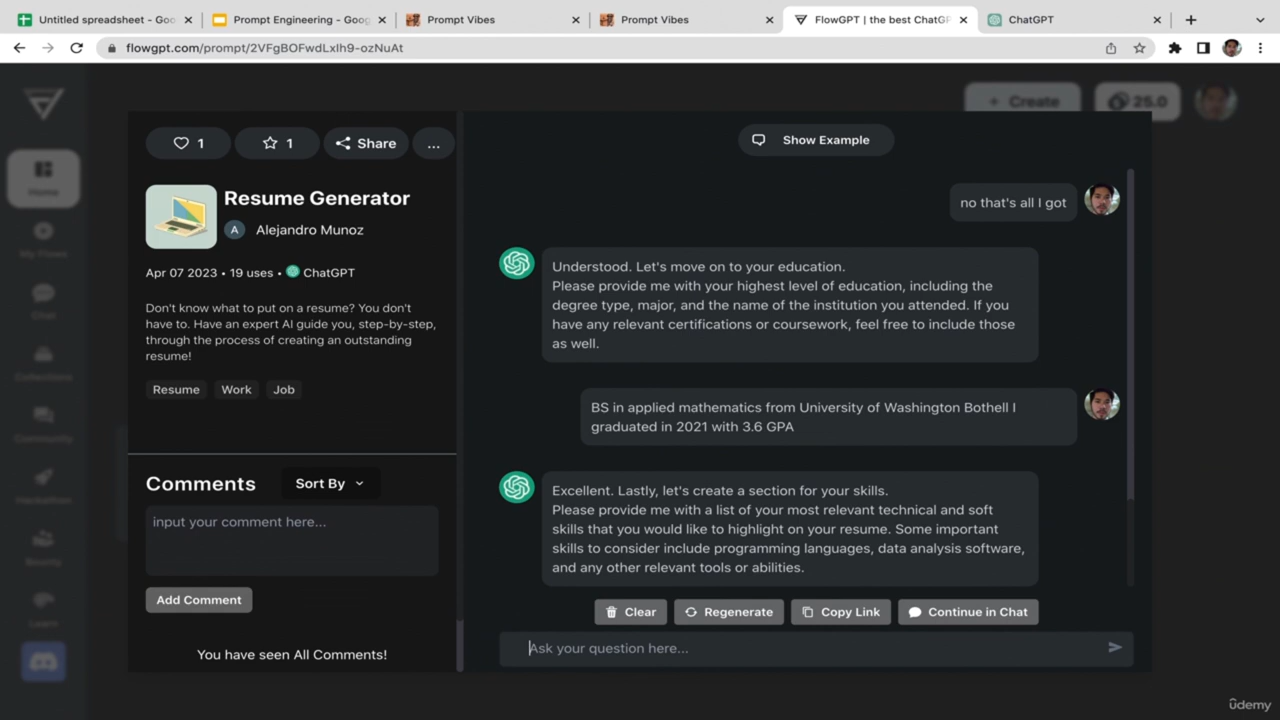 Untitled spreadsheet - Goo
Prompt Engineering - Goog
Prompt Vibes
Prompt Vibes
FlowGPT | the best ChatGP
ChatGPT
flowgpt.com/prompt/2VFgBOFwdLxIh9-ozNuAt
+ Create
25.0
Home
My Flows
Chat
Collections
Community
Hackathon
Bounty
Learn
1
1
Share
...
Resume Generator
A Alejandro Munoz
Apr 07 2023 • 19 uses • ChatGPT
Don't know what to put on a resume? You don't
have to. Have an expert AI guide you, step-by-step,
through the process of creating an outstanding
resume!
Resume Work Job
Comments
Sort By
input your comment here...
Add Comment
You have seen All Comments!
Show Example
no that's all I got
Understood. Let's move on to your education.
Please provide me with your highest level of education, including the
degree type, major, and the name of the institution you attended. If you
have any relevant certifications or coursework, feel free to include those
as well.
BS in applied mathematics from University of Washington Bothell I
graduated in 2021 with 3.6 GPA
Excellent. Lastly, let's create a section for your skills.
Please provide me with a list of your most relevant technical and soft
skills that you would like to highlight on your resume. Some important
skills to consider include programming languages, data analysis software,
and any other relevant tools or abilities.
Clear
Regenerate
Copy Link
Continue in Chat
Ask your question here...
ûdemy